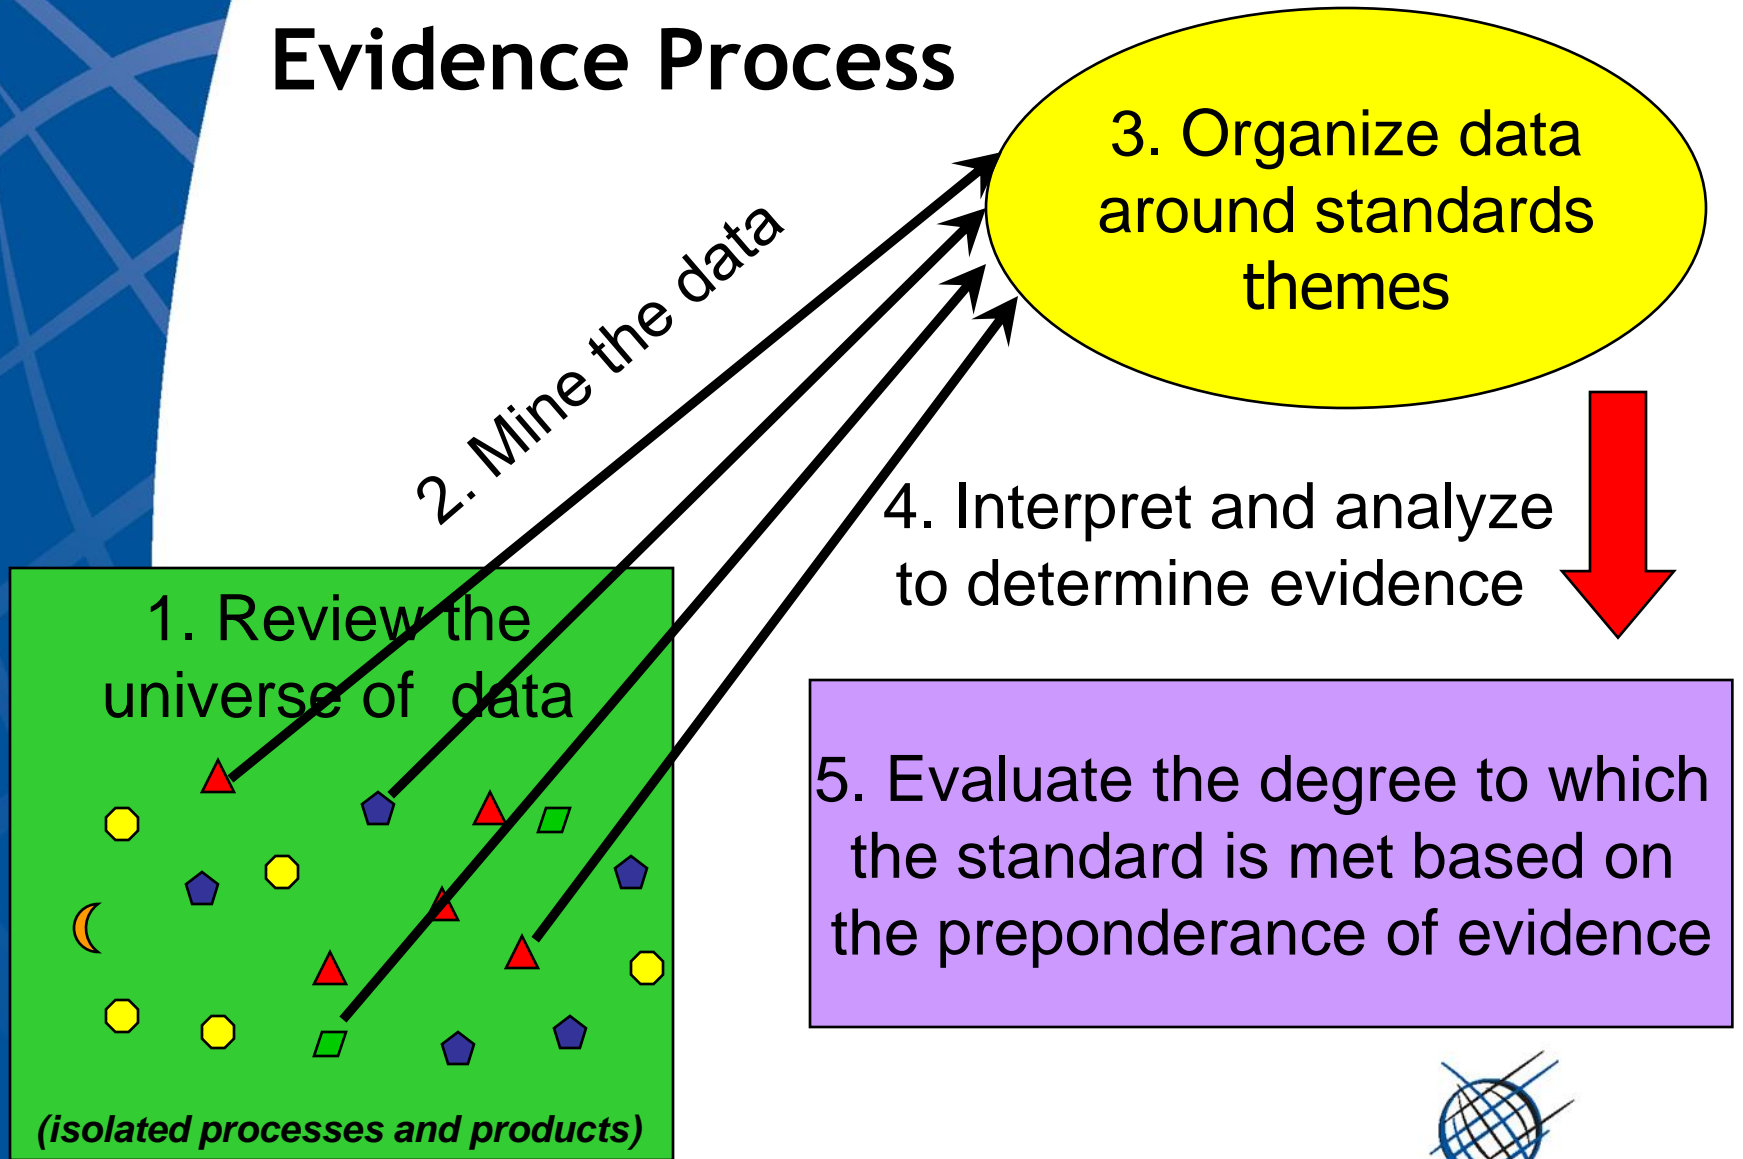 Evidence Process
1. Review the
universe of data
(isolated processes and products)
2. Mine the data
3. Organize data
around standards
themes
4. Interpret and analyze
to determine evidence
5. Evaluate the degree to which
the standard is met based on
the preponderance of evidence